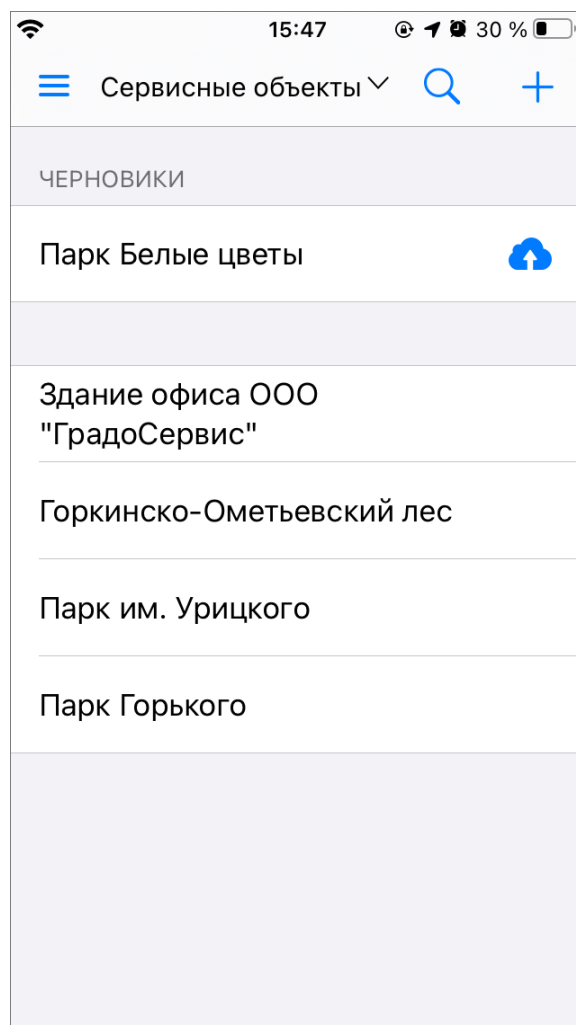 15:47
30 %
Сервисные объекты
ЧЕРНОВИКИ
Парк Белые цветы
Здание офиса ООО
"ГрадоСервис"
Горкинско-Ометьевский лес
Парк им. Урицкого
Парк Горького